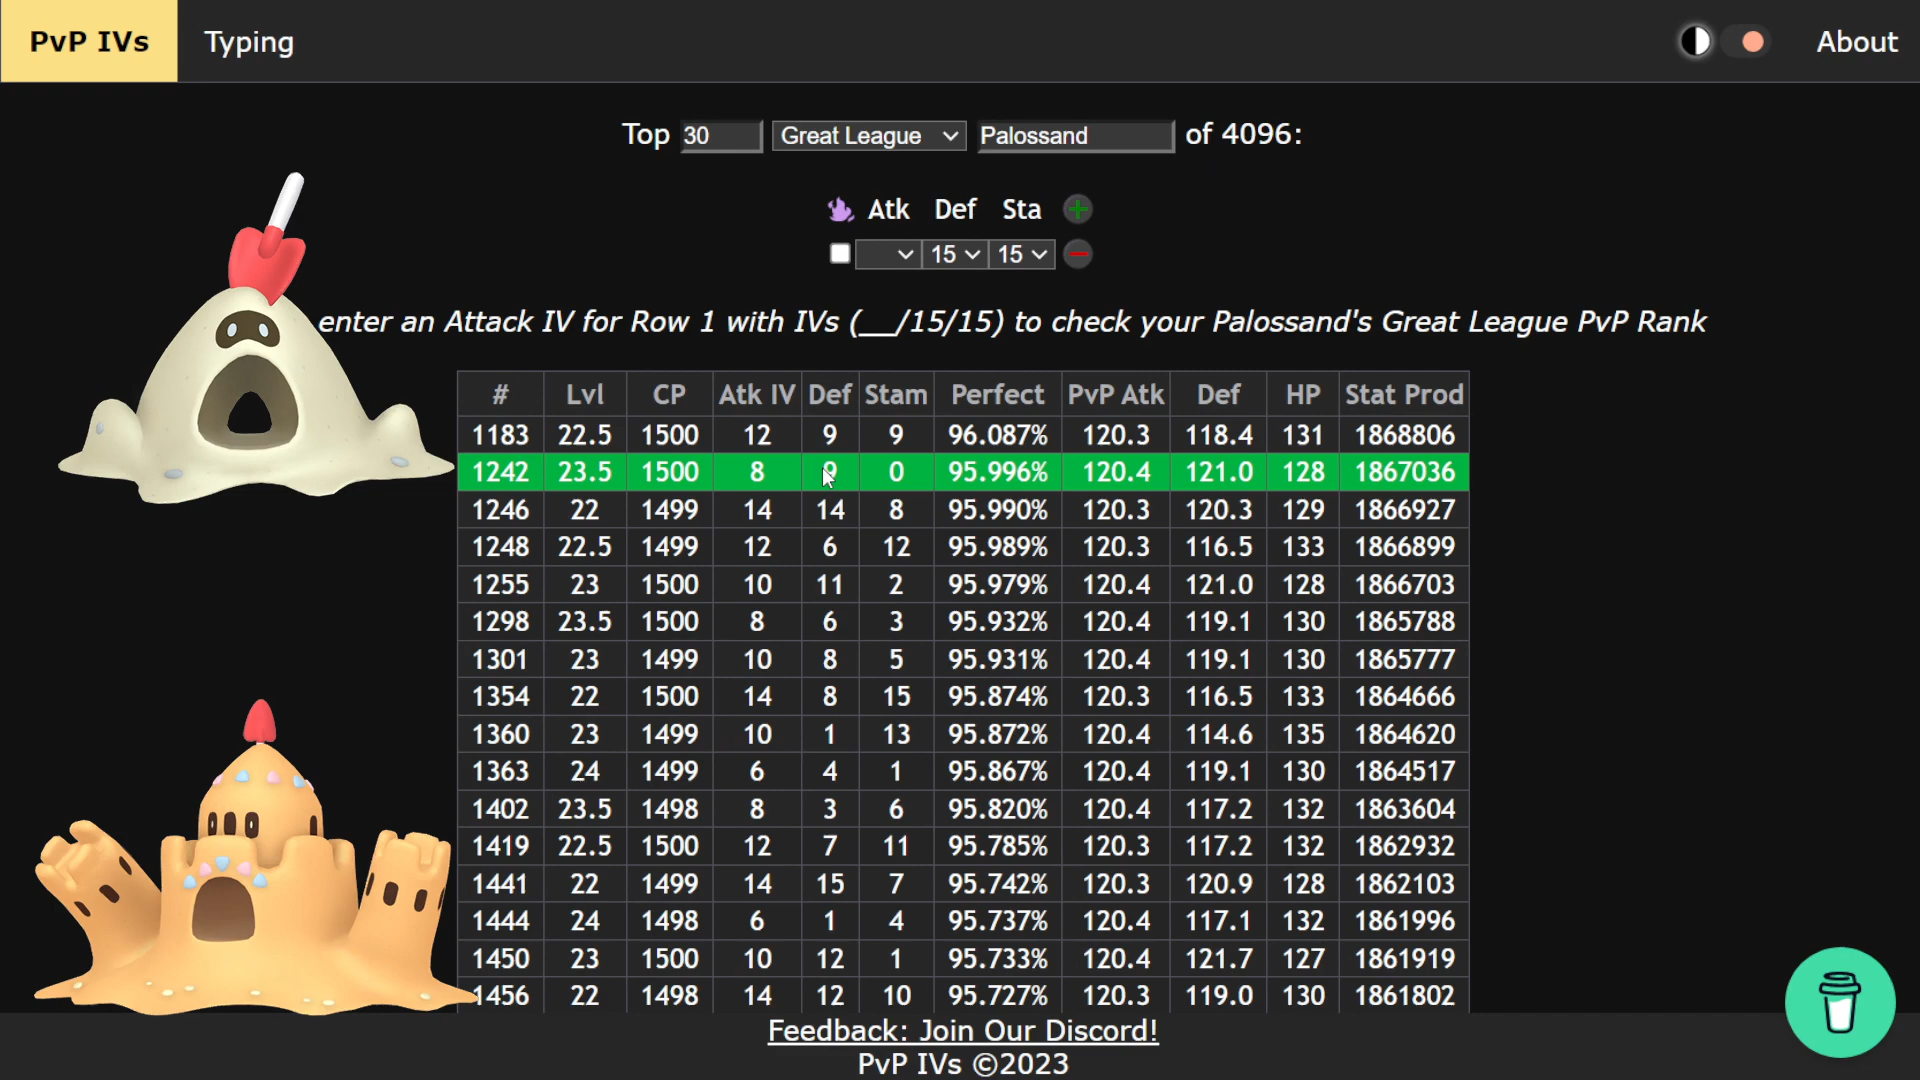 PvP IVs Typing About
Top 30 Great League Palossand of 4096:
Atk Def Sta
15 15
enter an Attack IV for Row 1 with IVs (__/15/15) to check your Palossand's Great League PvP Rank
# Lvl CP Atk IV Def Stam Perfect PvP Atk Def HP Stat Prod
1183 22.5 1500 12 9 9 96.087% 120.3 118.4 131 1868806
1242 23.5 1500 8 9 0 95.996% 120.4 121.0 128 1867036
1246 22 1499 14 14 8 95.990% 120.3 120.3 129 1866927
1248 22.5 1499 12 6 12 95.989% 120.3 116.5 133 1866899
1255 23 1500 10 11 2 95.979% 120.4 121.0 128 1866703
1298 23.5 1500 8 6 3 95.932% 120.4 119.1 130 1865788
1301 23 1499 10 8 5 95.931% 120.4 119.1 130 1865777
1354 22 1500 14 8 15 95.874% 120.3 116.5 133 1864666
1360 23 1499 10 1 13 95.872% 120.4 114.6 135 1864620
1363 24 1499 6 4 1 95.867% 120.4 119.1 130 1864517
1402 23.5 1498 8 3 6 95.820% 120.4 117.2 132 1863604
1419 22.5 1500 12 7 11 95.785% 120.3 117.2 132 1862932
1441 22 1499 14 15 7 95.742% 120.3 120.9 128 1862103
1444 24 1498 6 1 4 95.737% 120.4 117.1 132 1861996
1450 23 1500 10 12 1 95.733% 120.4 121.7 127 1861919
1456 22 1498 14 12 10 95.727% 120.3 119.0 130 1861802
Feedback: Join Our Discord!
PvP IVs ©2023